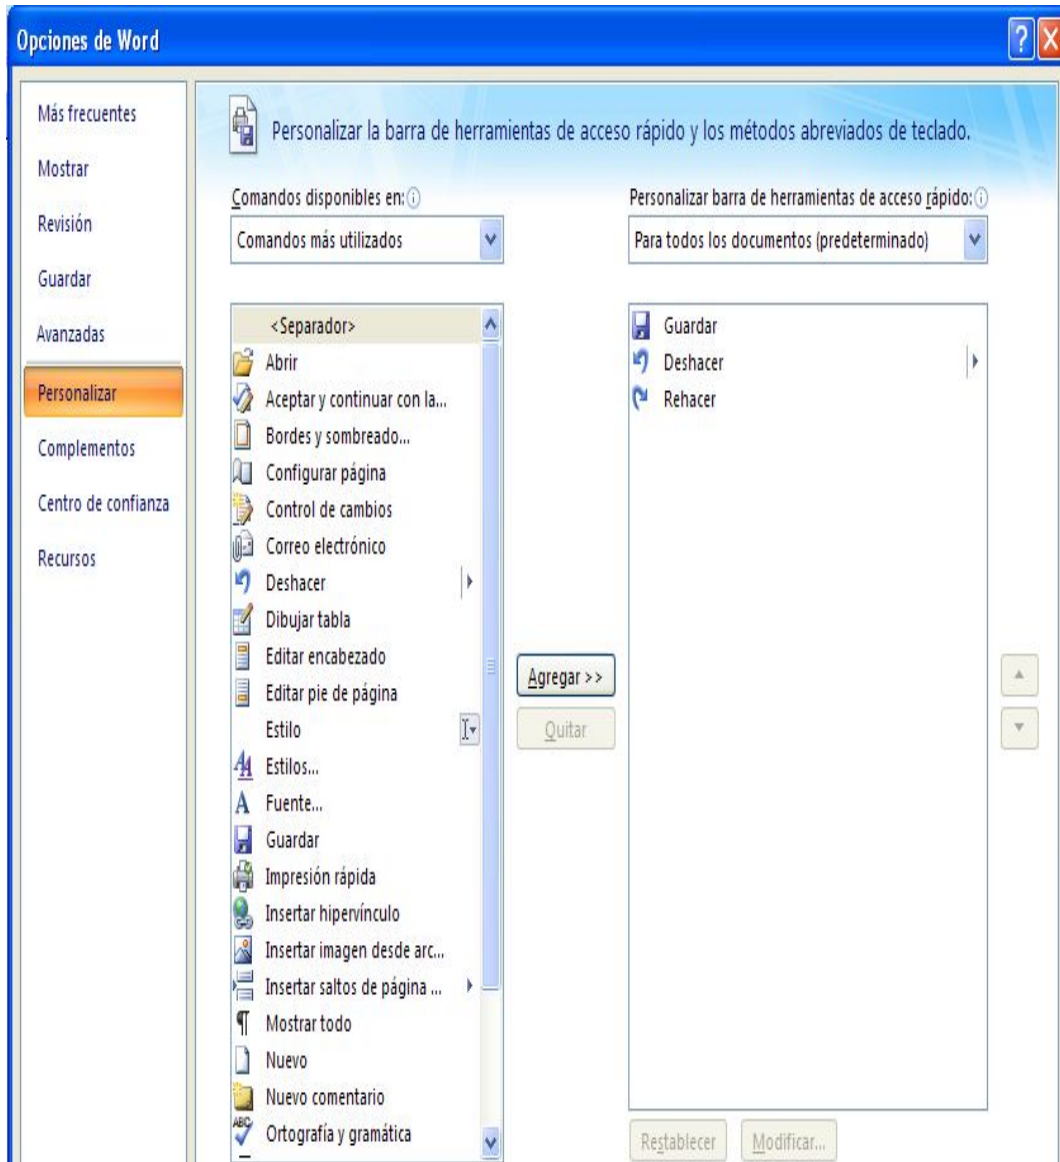 Opciones de Word
Más frecuentes
Mostrar
Revisión
Guardar
Avanzadas
Personalizar
Complementos
Centro de confianza
Recursos
Personalizar la barra de herramientas de acceso rápido y los métodos abreviados de teclado.
Comandos disponibles en:
Comandos más utilizados
<Separador>
Abrir
Aceptar y continuar con la...
Bordes y sombreado...
Configurar página
Control de cambios
Correo electrónico
Deshacer
Dibujar tabla
Editar encabezado
Editar pie de página
Estilo
Estilos...
Fuente...
Guardar
Impresión rápida
Insertar hipervínculo
Insertar imagen desde arc...
Insertar saltos de página ...
Mostrar todo
Nuevo
Nuevo comentario
Ortografía y gramática
Agregar >>
Quitar
Personalizar barra de herramientas de acceso rápido:
Para todos los documentos (predeterminado)
Guardar
Deshacer
Rehacer
Restablecer
Modificar...